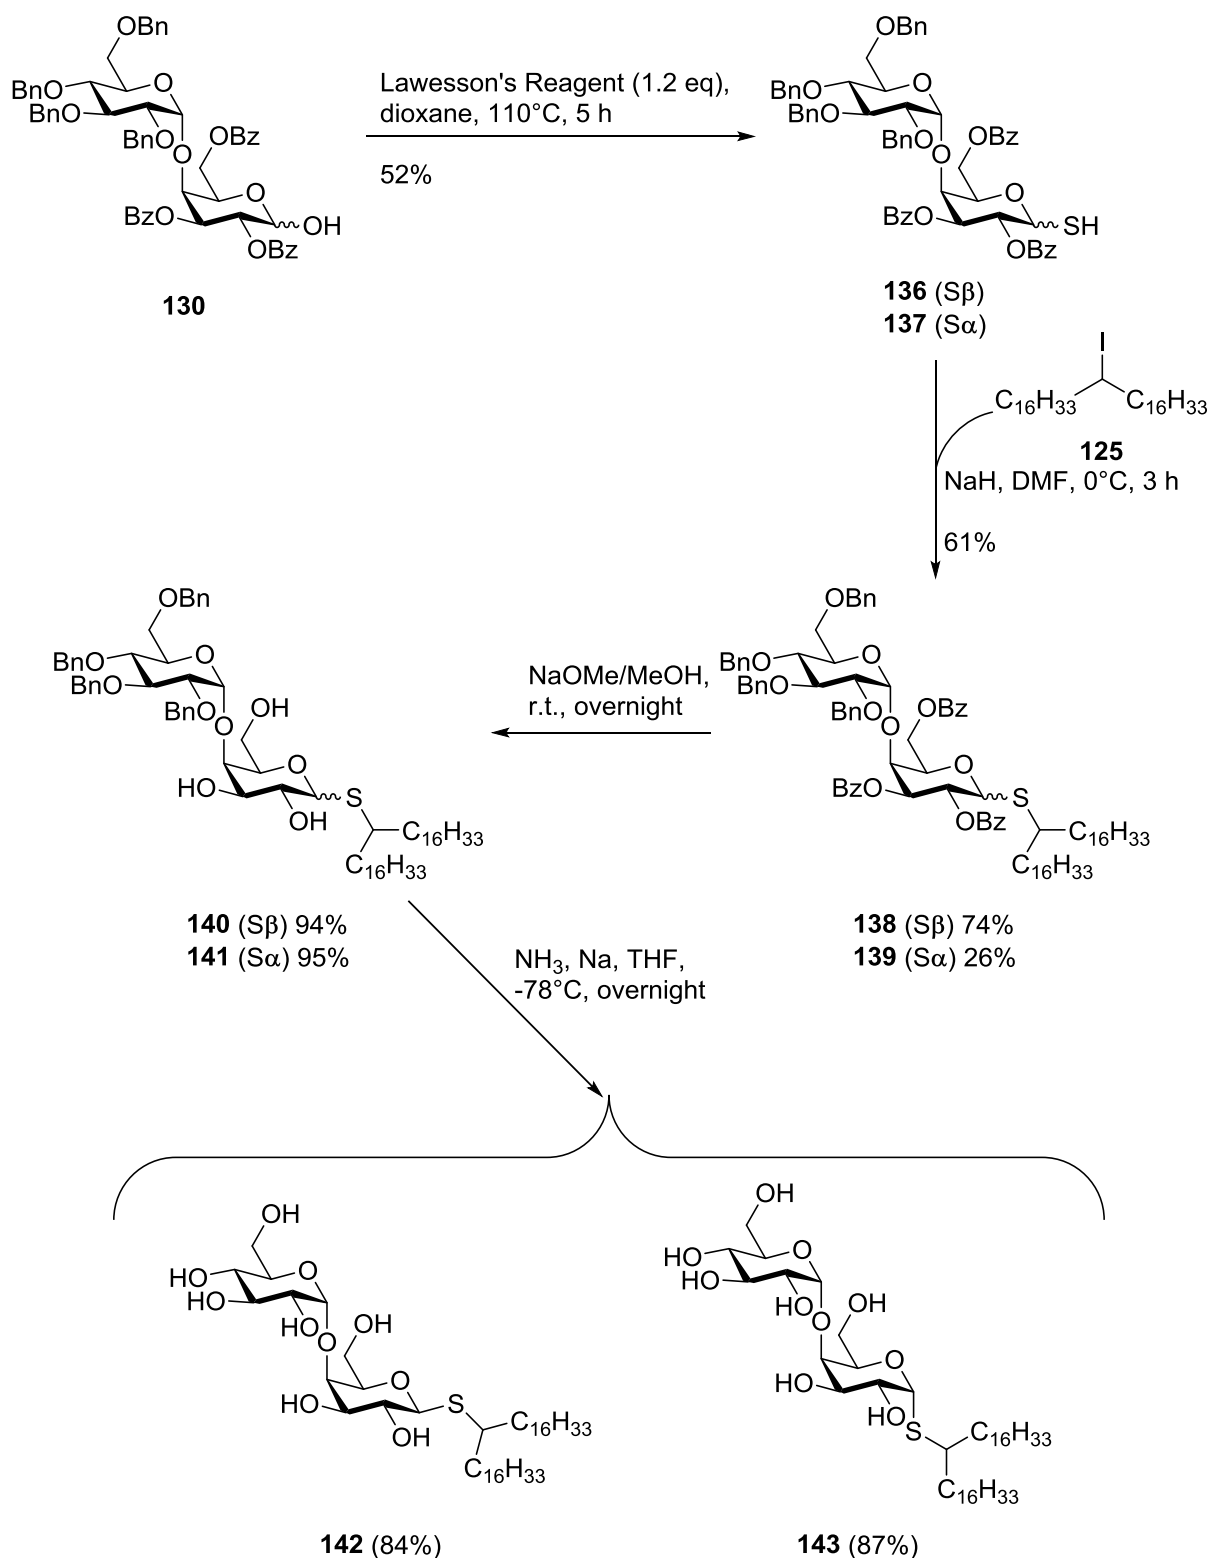 OBn
BnO
O
BnO
BnO
O
OBz
O
BzO
OH
OBz
130
Lawesson's Reagent (1.2 eq),
dioxane, 110°C, 5 h
52%
OBn
BnO
O
BnO
BnO
O
OBz
O
BzO
SH
OBz
136 (Sβ)
137 (Sα)
I
C₁₆H₃₃
C₁₆H₃₃
125
NaH, DMF, 0°C, 3 h
61%
OBn
BnO
O
BnO
BnO
O
OBz
O
BzO
S
OBz
C₁₆H₃₃
C₁₆H₃₃
138 (Sβ) 74%
139 (Sα) 26%
NaOMe/MeOH,
r.t., overnight
OBn
BnO
O
BnO
BnO
O
OH
O
HO
S
OH
C₁₆H₃₃
C₁₆H₃₃
140 (Sβ) 94%
141 (Sα) 95%
NH₃, Na, THF,
-78°C, overnight
OH
HO
O
HO
HO
O
OH
O
HO
S
OH
C₁₆H₃₃
C₁₆H₃₃
142 (84%)
OH
HO
O
HO
HO
O
OH
O
HO
HO
S
C₁₆H₃₃
C₁₆H₃₃
143 (87%)